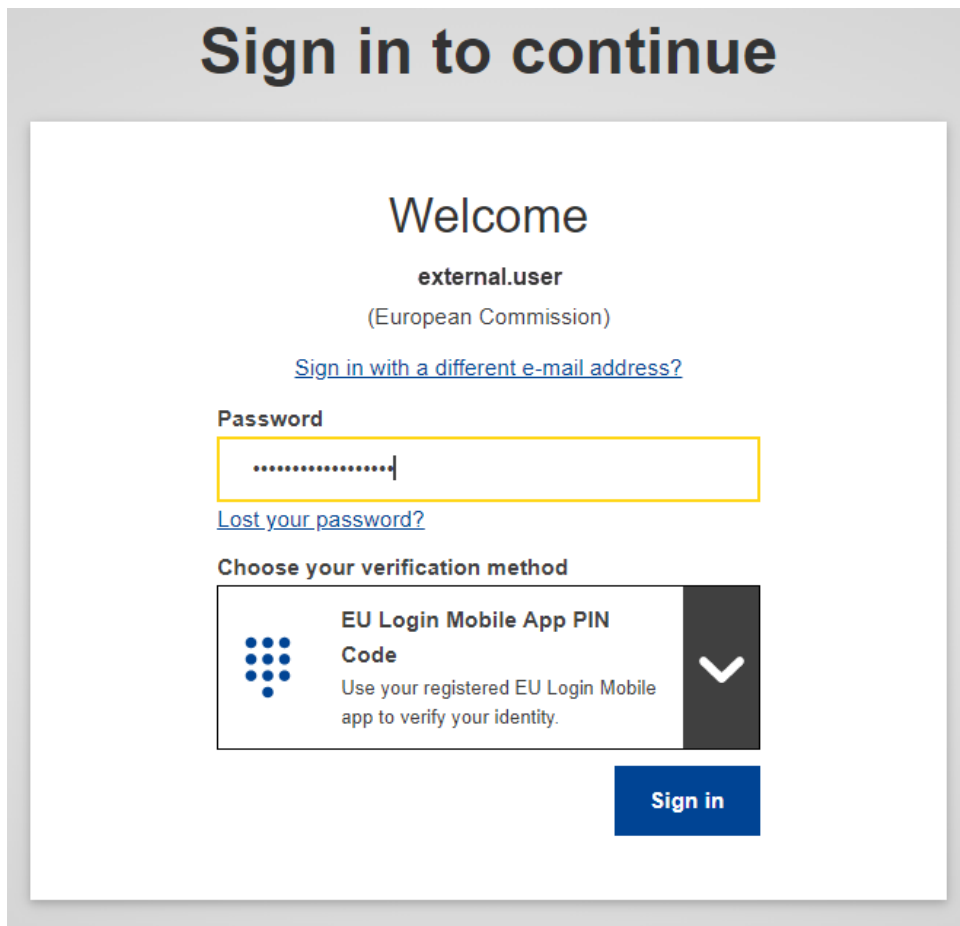 Sign in to continue
Welcome
external.user
(European Commission)
Sign in with a different e-mail address?
Password
••••••••••••••••••
Lost your password?
Choose your verification method
EU Login Mobile App PIN
Code
Use your registered EU Login Mobile
app to verify your identity.
Sign in